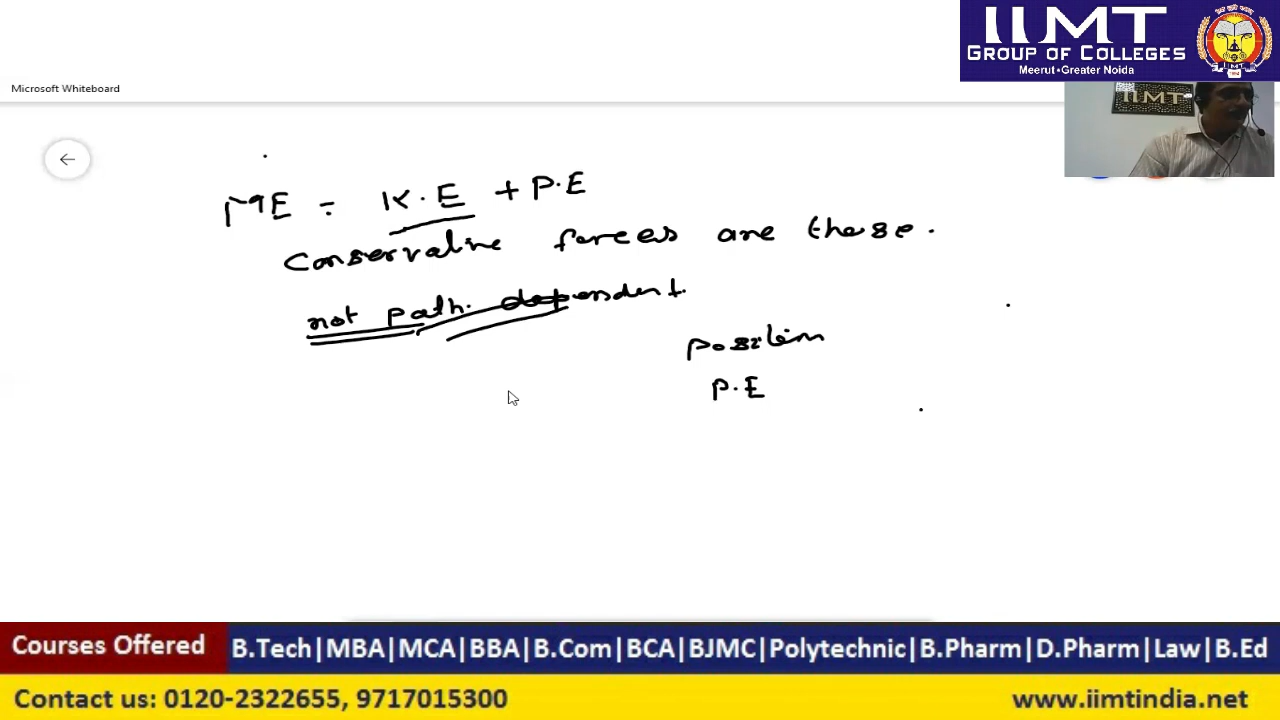 IIMT
GROUP OF COLLEGES
Meerut•Greater Noida
Microsoft Whiteboard
IIMT
ME = K.E + P.E
Conservative forces are these.
not path. dependent.
position
P.E
Courses Offered
B.Tech|MBA|MCA|BBA|B.Com|BCA|BJMC|Polytechnic|B.Pharm|D.Pharm|Law|B.Ed
Contact us: 0120-2322655, 9717015300
www.iimtindia.net